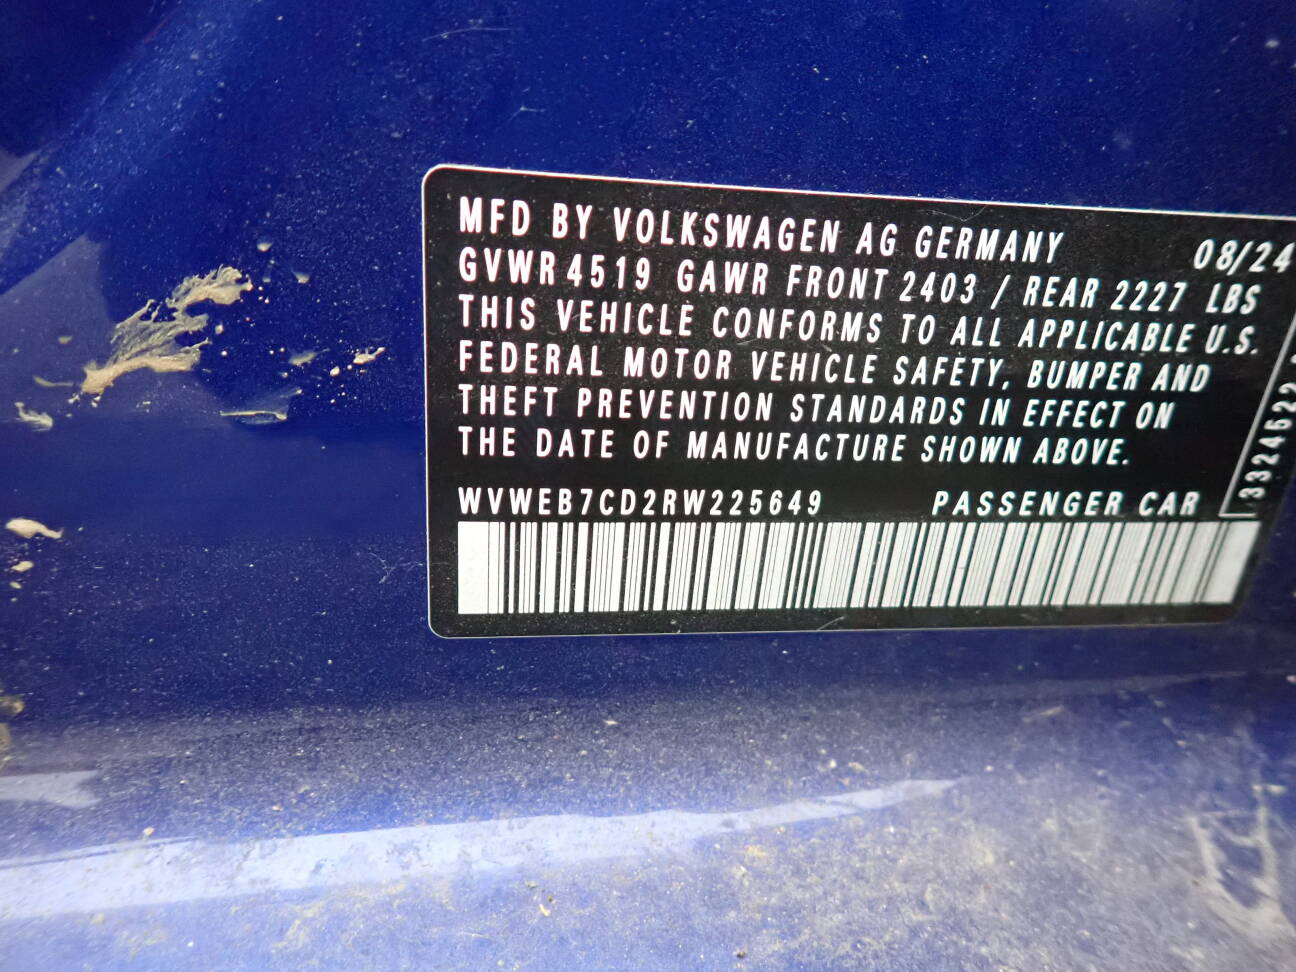 MFD BY VOLKSWAGEN AG GERMANY 08/24
GVWR 4519 GAWR FRONT 2403 / REAR 2227 LBS
THIS VEHICLE CONFORMS TO ALL APPLICABLE U.S.
FEDERAL MOTOR VEHICLE SAFETY, BUMPER AND
THEFT PREVENTION STANDARDS IN EFFECT ON
THE DATE OF MANUFACTURE SHOWN ABOVE.
WVWEB7CD2RW225649 PASSENGER CAR